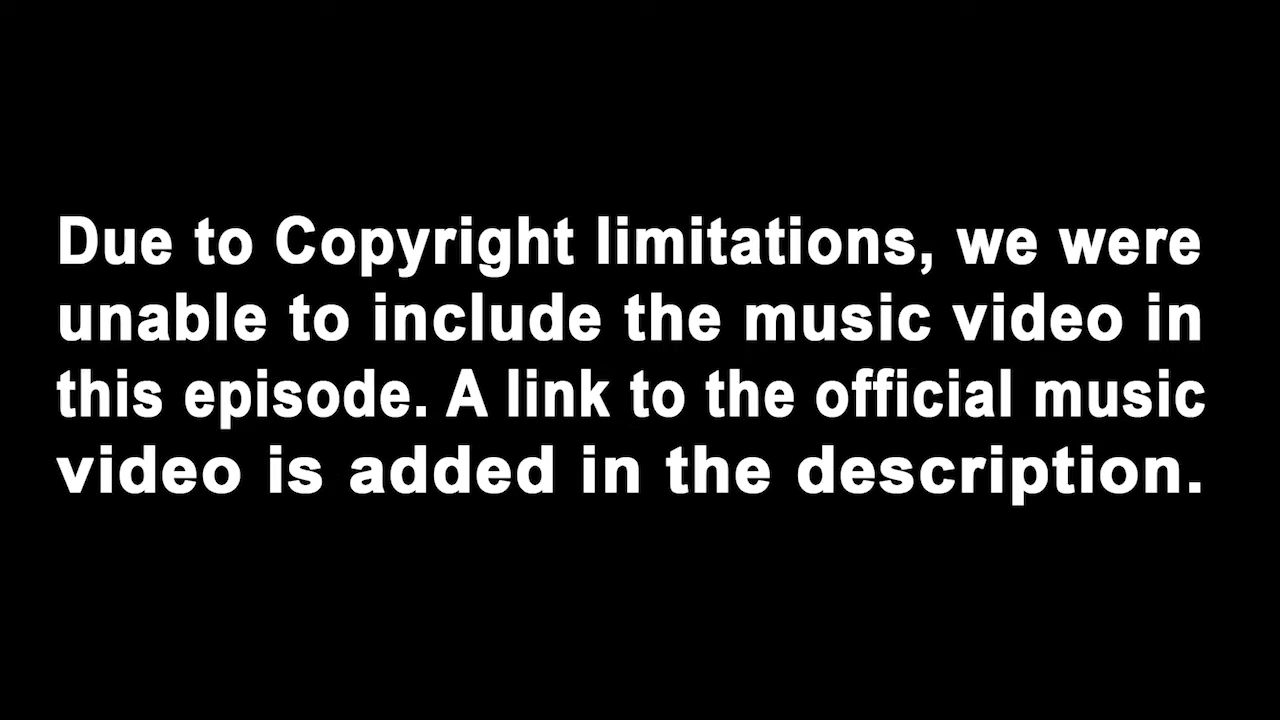 Due to Copyright limitations, we were
unable to include the music video in
this episode. A link to the official music
video is added in the description.